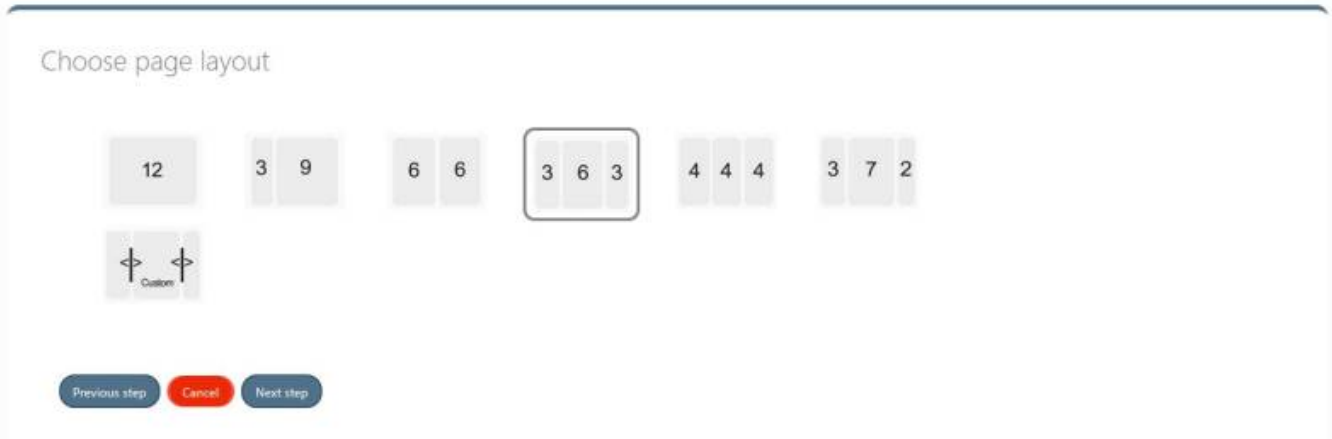 Choose page layout
12 3 9 6 6 3 6 3 4 4 4 3 7 2
<> Custom <>
Previous step Cancel Next step